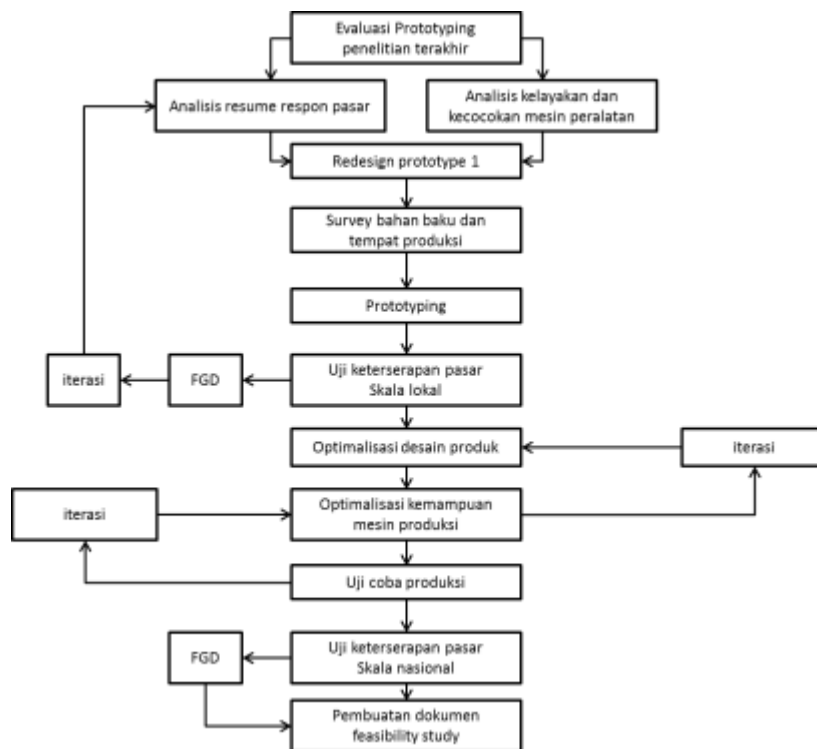 Evaluasi Prototyping
penelitian terakhir
Analisis resume respon pasar
Analisis kelayakan dan
kecocokan mesin peralatan
Redesign prototype 1
Survey bahan baku dan
tempat produksi
Prototyping
iterasi
FGD
Uji keterserapan pasar
Skala lokal
Optimalisasi desain produk
iterasi
iterasi
Optimalisasi kemampuan
mesin produksi
Uji coba produksi
FGD
Uji keterserapan pasar
Skala nasional
Pembuatan dokumen
feasibility study